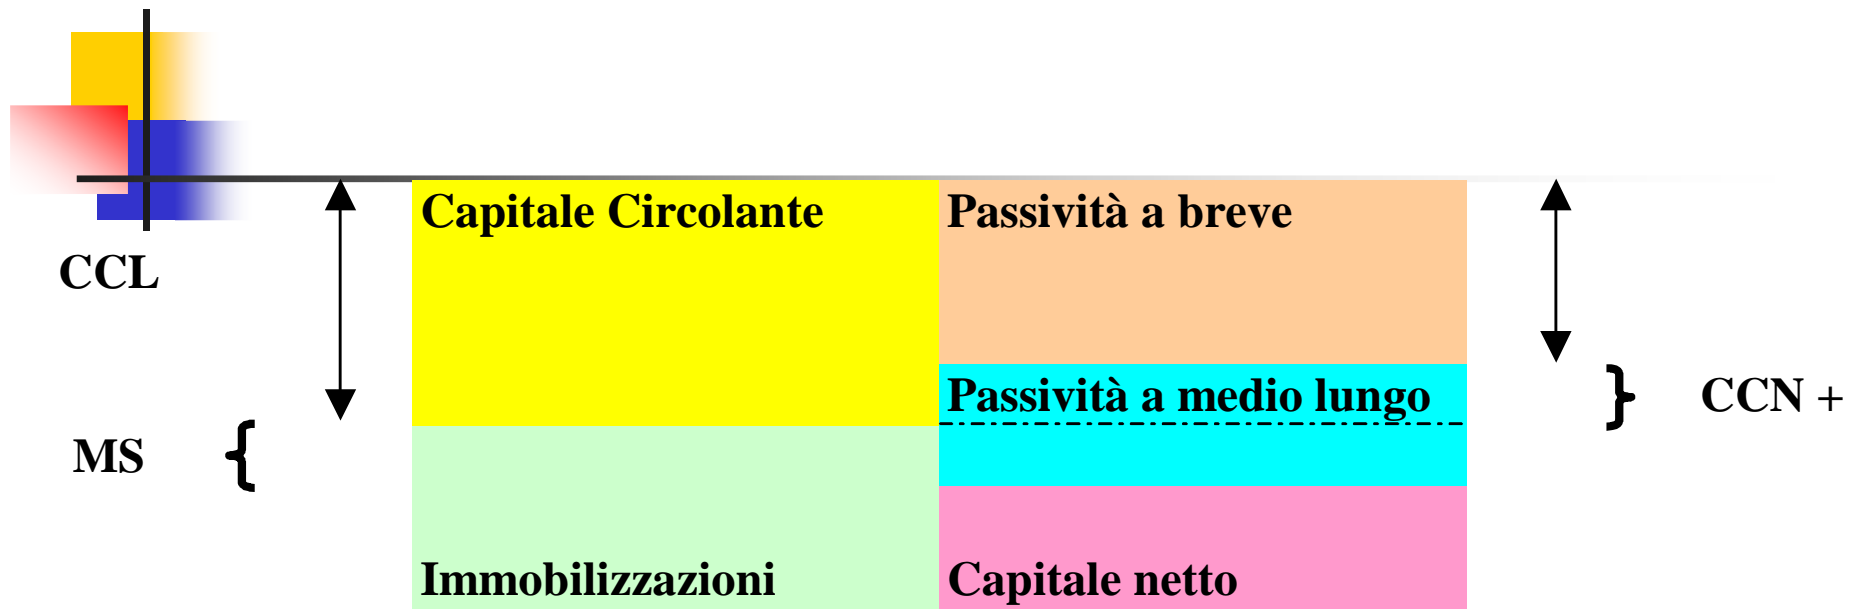 Capitale Circolante
Passività a breve
CCL
Passività a medio lungo
CCN +
MS
Immobilizzazioni
Capitale netto